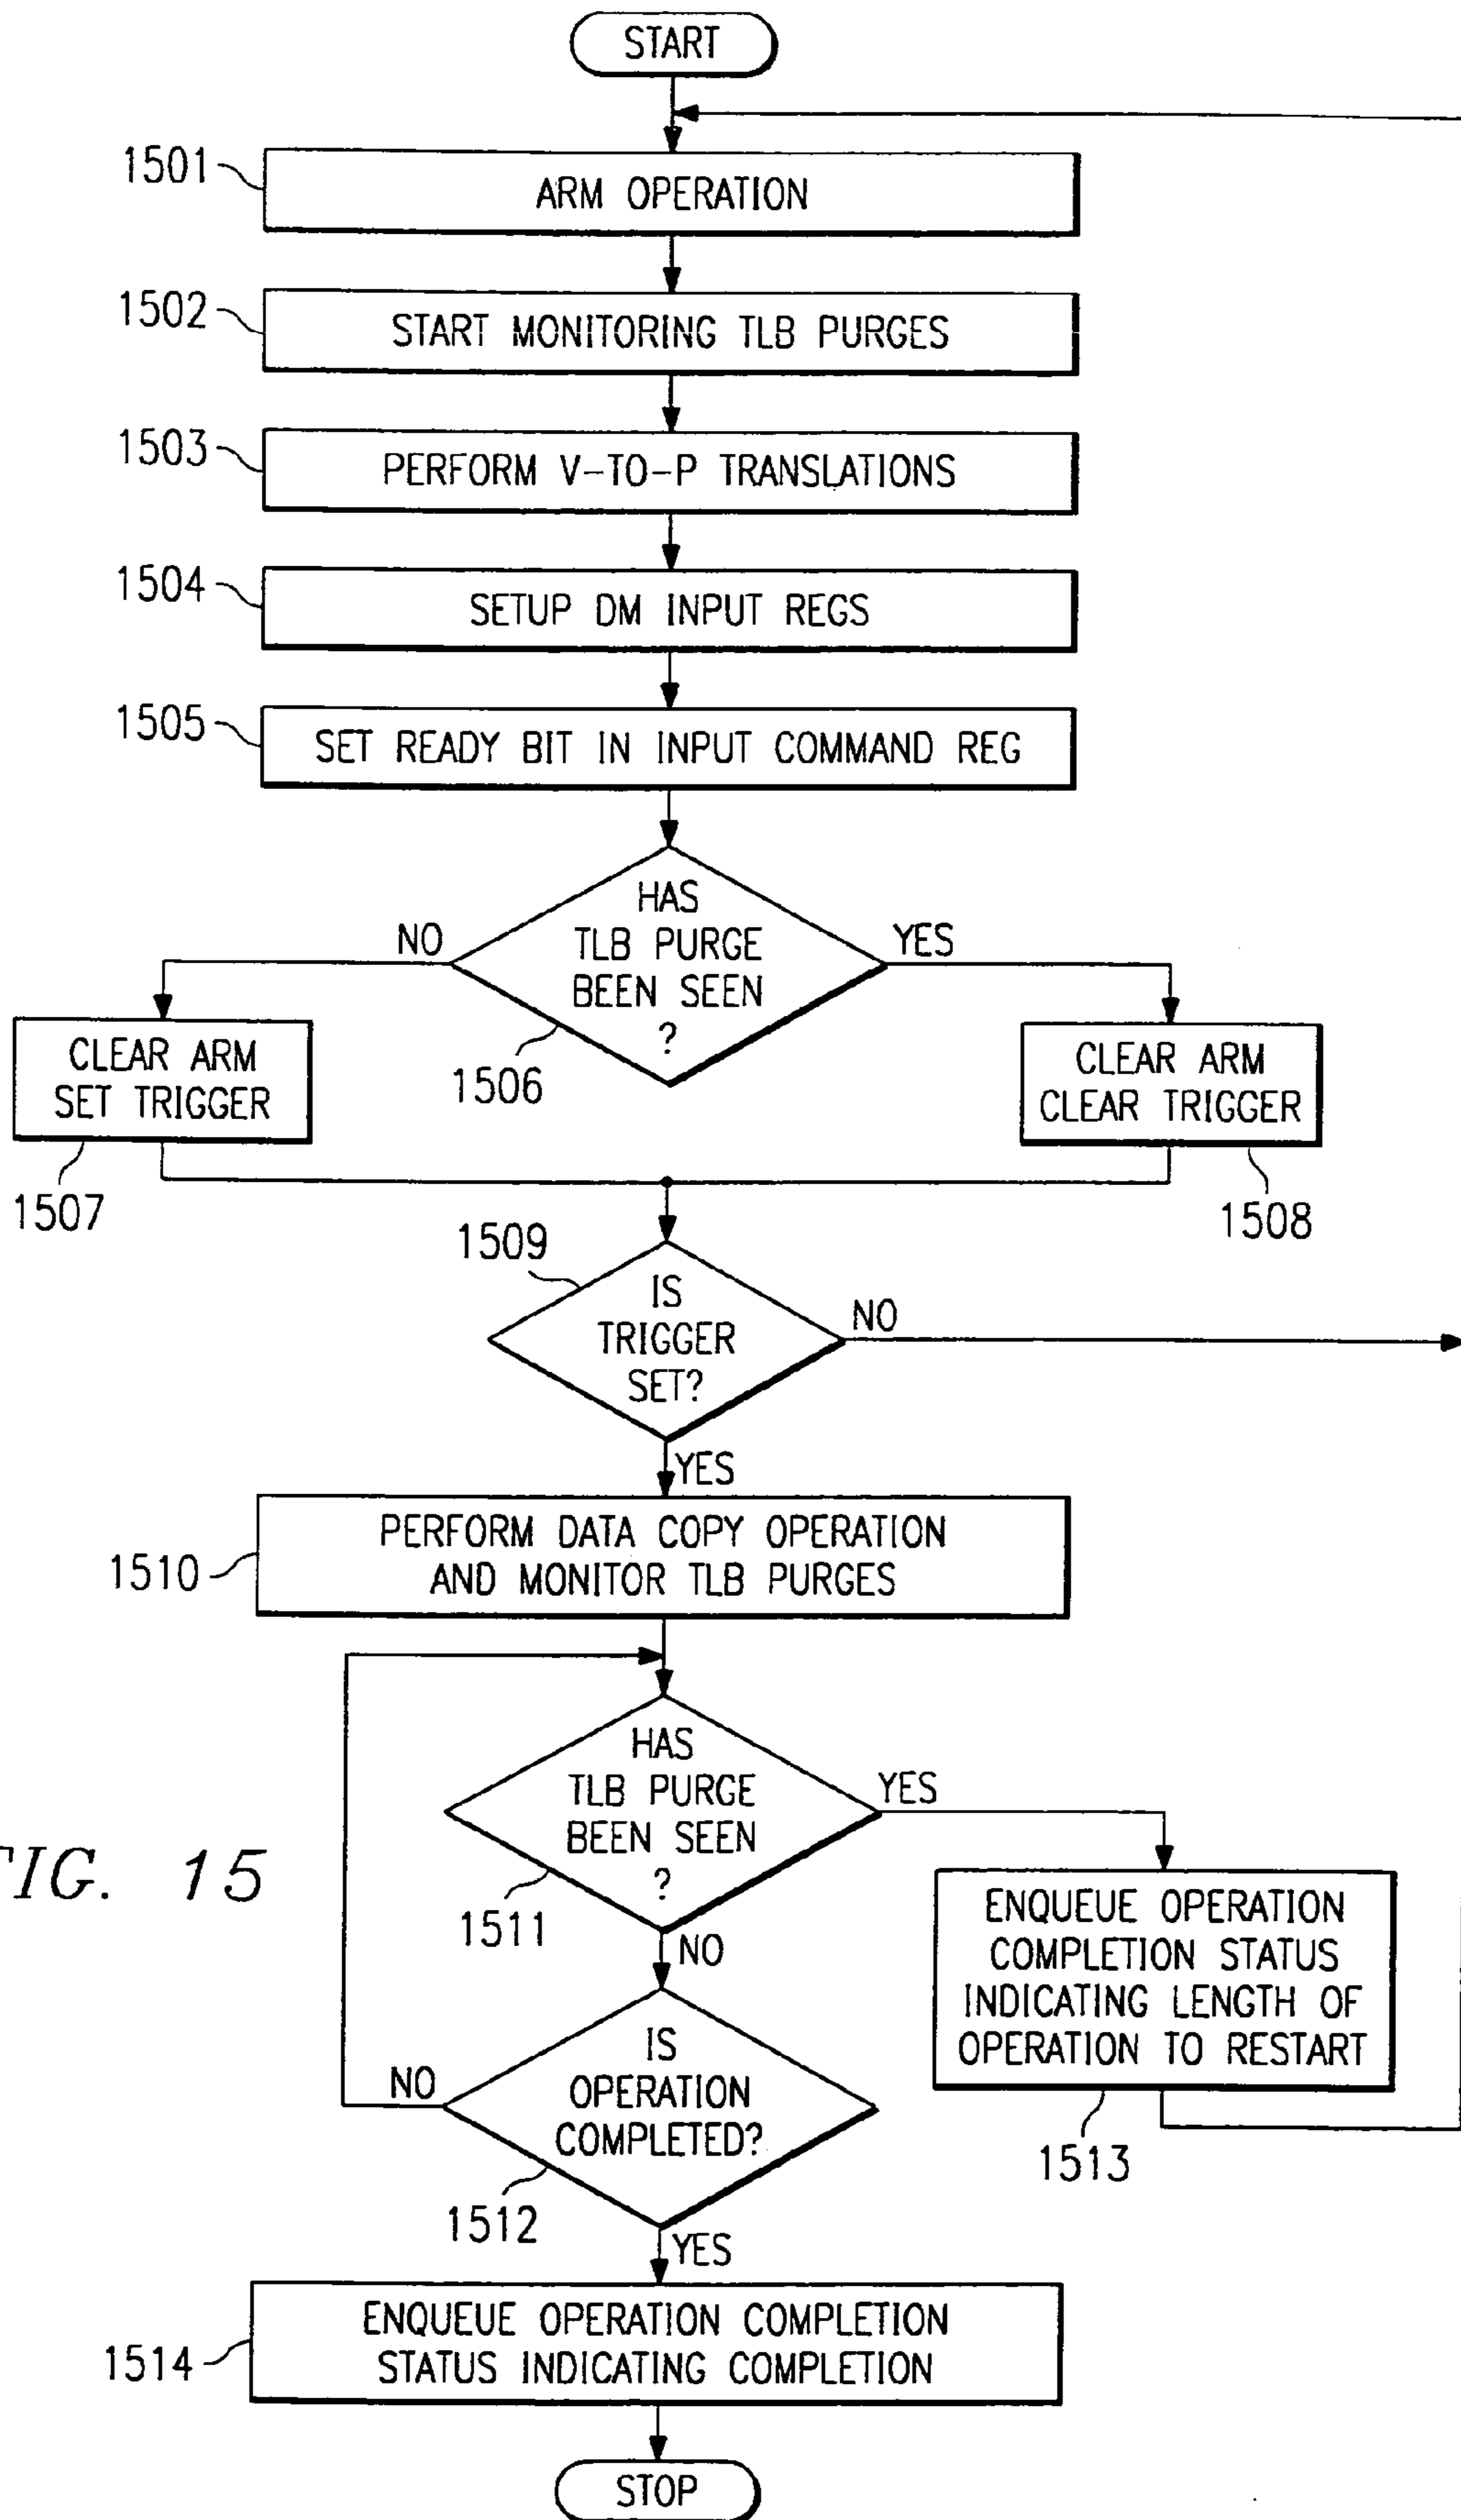 START
1501
ARM OPERATION
1502
START MONITORING TLB PURGES
1503
PERFORM V-TO-P TRANSLATIONS
1504
SETUP DM INPUT REGS
1505
SET READY BIT IN INPUT COMMAND REG
HAS
TLB PURGE
BEEN SEEN
?
NO
YES
1506
CLEAR ARM
SET TRIGGER
1507
CLEAR ARM
CLEAR TRIGGER
1508
1509
IS
TRIGGER
SET?
NO
YES
1510
PERFORM DATA COPY OPERATION
AND MONITOR TLB PURGES
HAS
TLB PURGE
BEEN SEEN
?
YES
1511
NO
FIG. 15
ENQUEUE OPERATION
COMPLETION STATUS
INDICATING LENGTH OF
OPERATION TO RESTART
1513
IS
OPERATION
COMPLETED?
NO
1512
YES
1514
ENQUEUE OPERATION COMPLETION
STATUS INDICATING COMPLETION
STOP